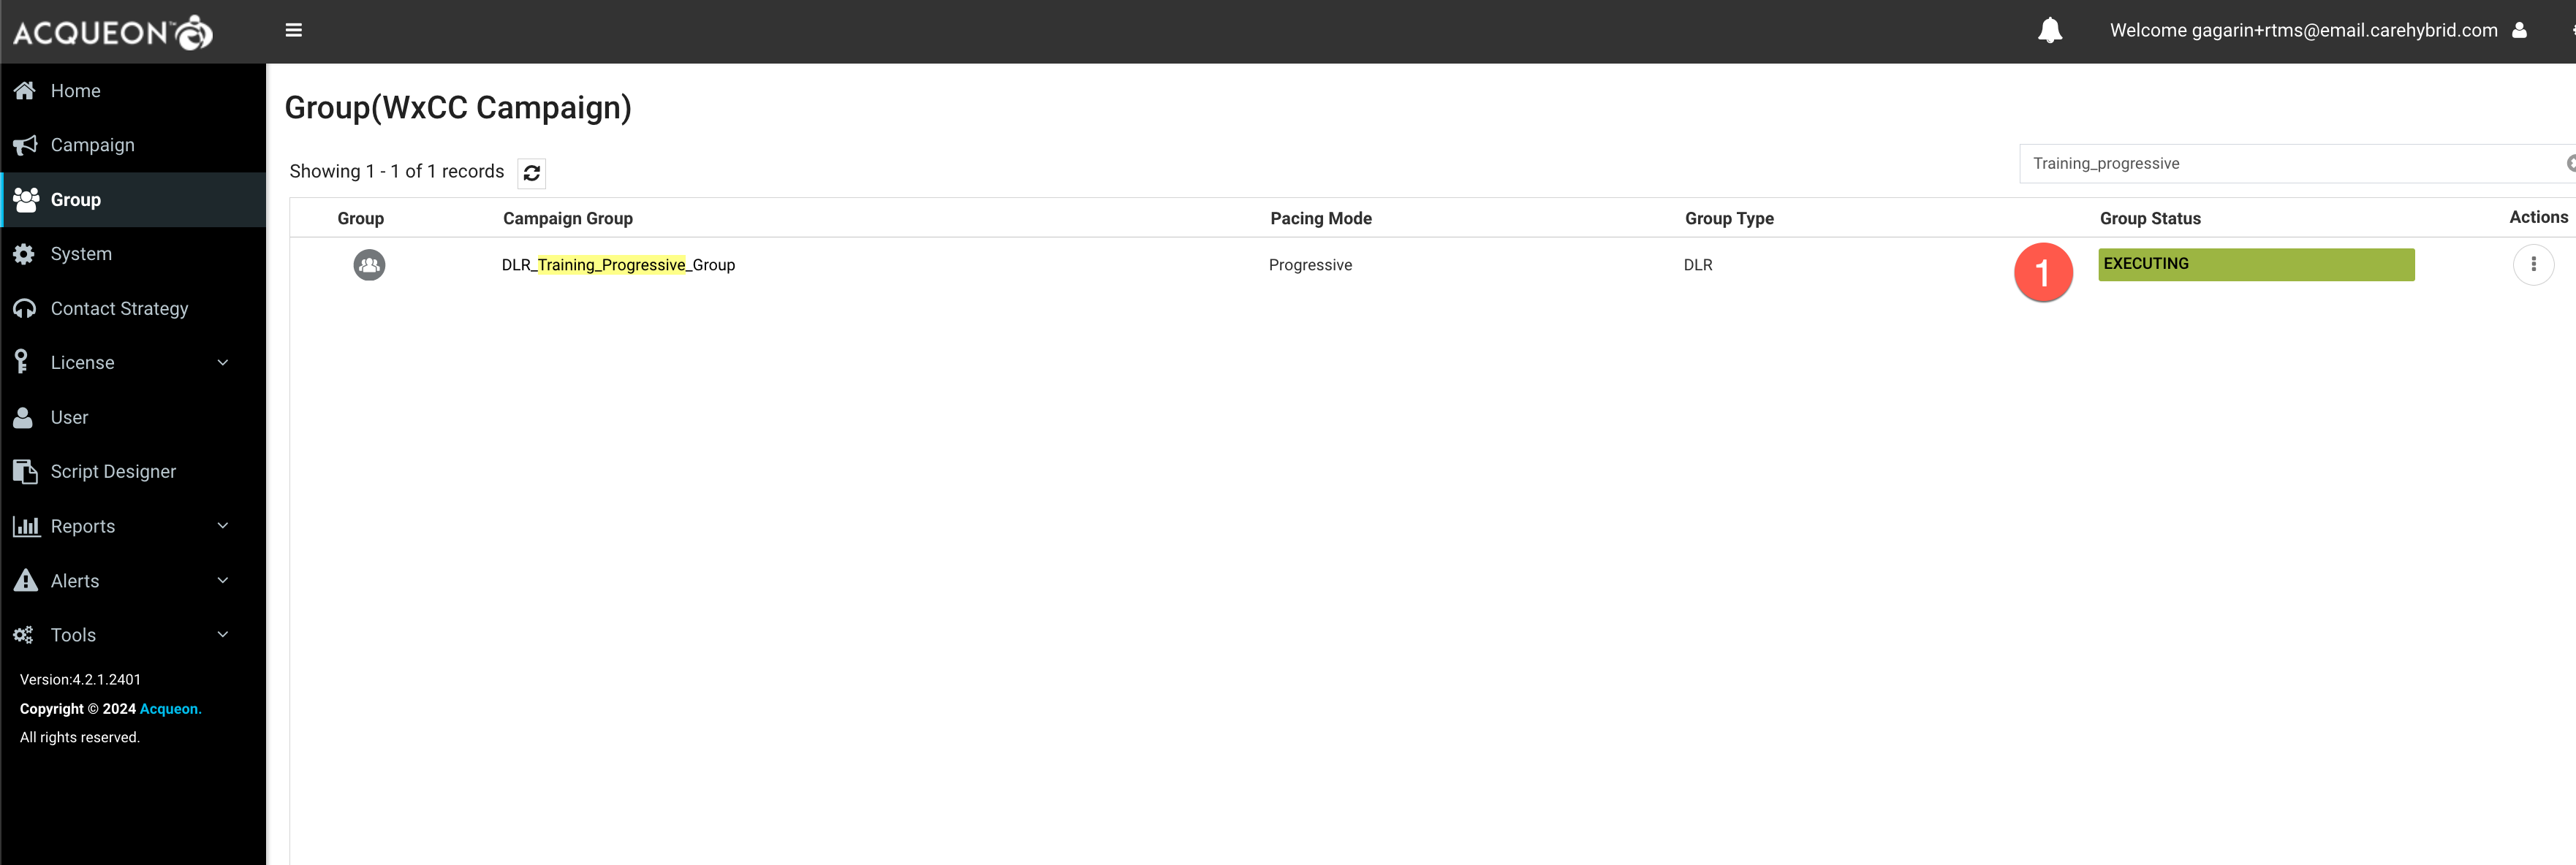 ACQUEON™
Welcome gagarin+rtms@email.carehybrid.com
Home
Campaign
Group
System
Contact Strategy
License
User
Script Designer
Reports
Alerts
Tools
Version:4.2.1.2401
Copyright © 2024 Acqueon.
All rights reserved.
Group(WxCC Campaign)
Showing 1 - 1 of 1 records
Training_progressive
Group Campaign Group Pacing Mode Group Type Group Status Actions
DLR_Training_Progressive_Group Progressive DLR 1 EXECUTING